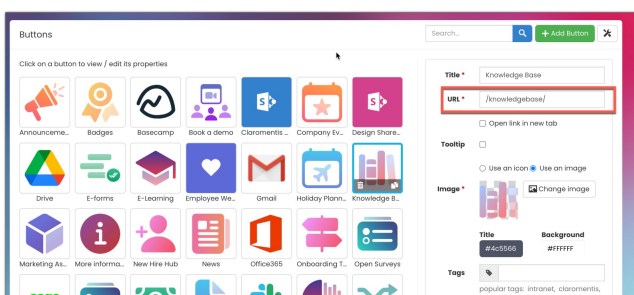 Buttons
Search...
+ Add Button
Click on a button to view / edit its properties
Announceme...
Badges
Basecamp
Book a demo
Claromentis ...
Company Ev...
Design Share...
Drive
E-forms
E-Learning
Employee We...
Gmail
Holiday Plann...
Knowledge B...
Marketing As...
More informa...
New Hire Hub
News
Office365
Onboarding T...
Open Surveys
Title *
Knowledge Base
URL *
/knowledgebase/
Open link in new tab
Tooltip
Use an icon
Use an image
Image *
Change image
Title
Background
#4c5566
#FFFFFF
Tags
popular tags: intranet, claromentis,